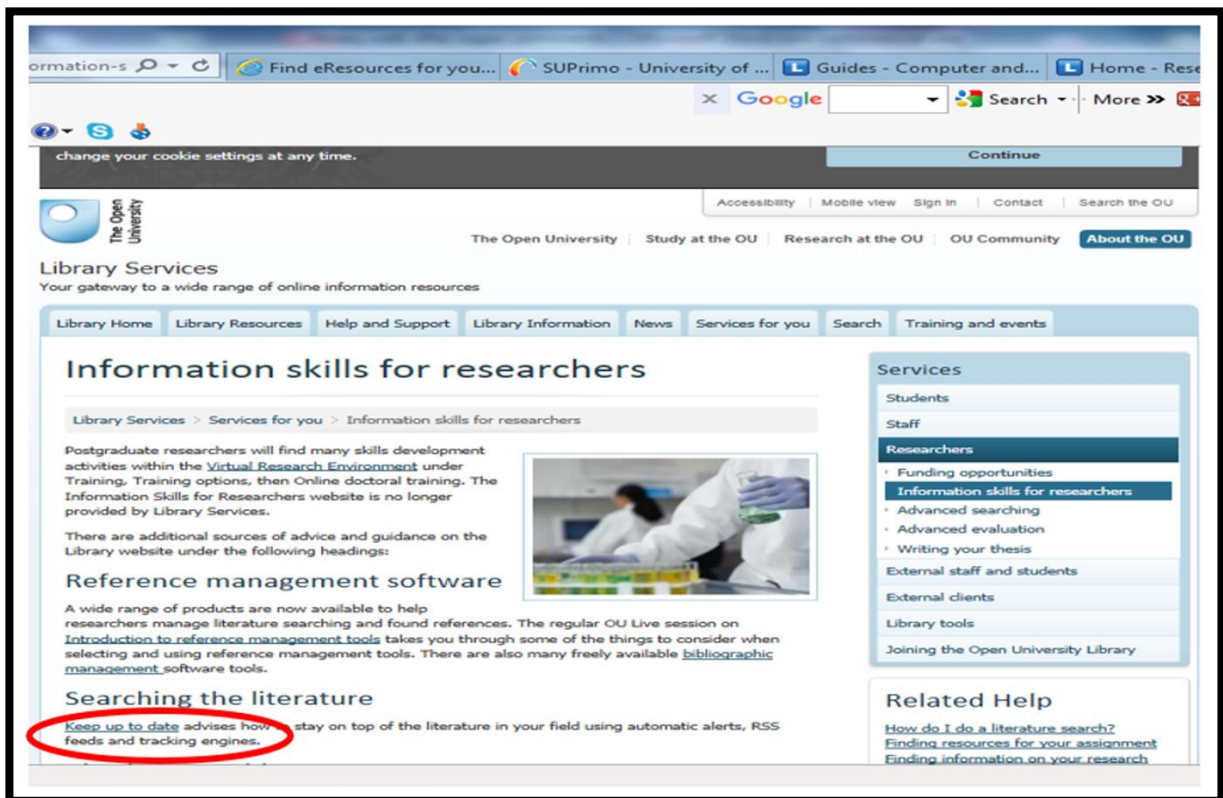 ormation-s
Find eResources for you...
SUPrimo - University of ...
Guides - Computer and...
Home - Rese
Google
Search
More »
change your cookie settings at any time.
Continue
The Open
University
Accessibility
Mobile view
Sign in
Contact
Search the OU
The Open University
Study at the OU
Research at the OU
OU Community
About the OU
Library Services
Your gateway to a wide range of online information resources
Library Home
Library Resources
Help and Support
Library Information
News
Services for you
Search
Training and events
Information skills for researchers
Library Services > Services for you > Information skills for researchers
Postgraduate researchers will find many skills development
activities within the Virtual Research Environment under
Training, Training options, then Online doctoral training. The
Information Skills for Researchers website is no longer
provided by Library Services.
There are additional sources of advice and guidance on the
Library website under the following headings:
Reference management software
A wide range of products are now available to help
researchers manage literature searching and found references. The regular OU Live session on
Introduction to reference management tools takes you through some of the things to consider when
selecting and using reference management tools. There are also many freely available bibliographic
management software tools.
Searching the literature
Keep up to date advises how stay on top of the literature in your field using automatic alerts, RSS
feeds and tracking engines.
Services
Students
Staff
Researchers
Funding opportunities
Information skills for researchers
Advanced searching
Advanced evaluation
Writing your thesis
External staff and students
External clients
Library tools
Joining the Open University Library
Related Help
How do I do a literature search?
Finding resources for your assignment
Finding information on your research